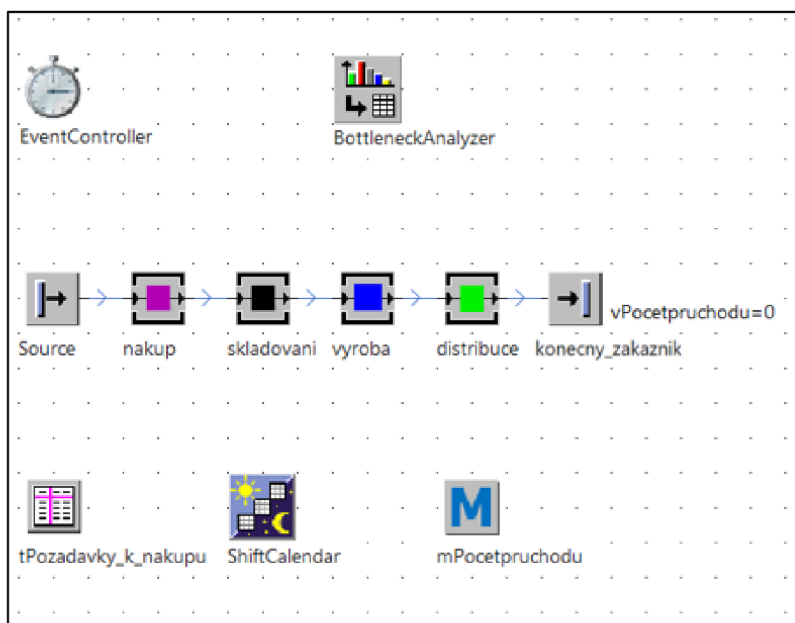 EventController
BottleneckAnalyzer
vPocetpruchodu=0
Source
nakup
skladovani
vyroba
distribuce
konecny_zakaznik
M
tPozadavky_k_nakupu
ShiftCalendar
mPocetpruchodu